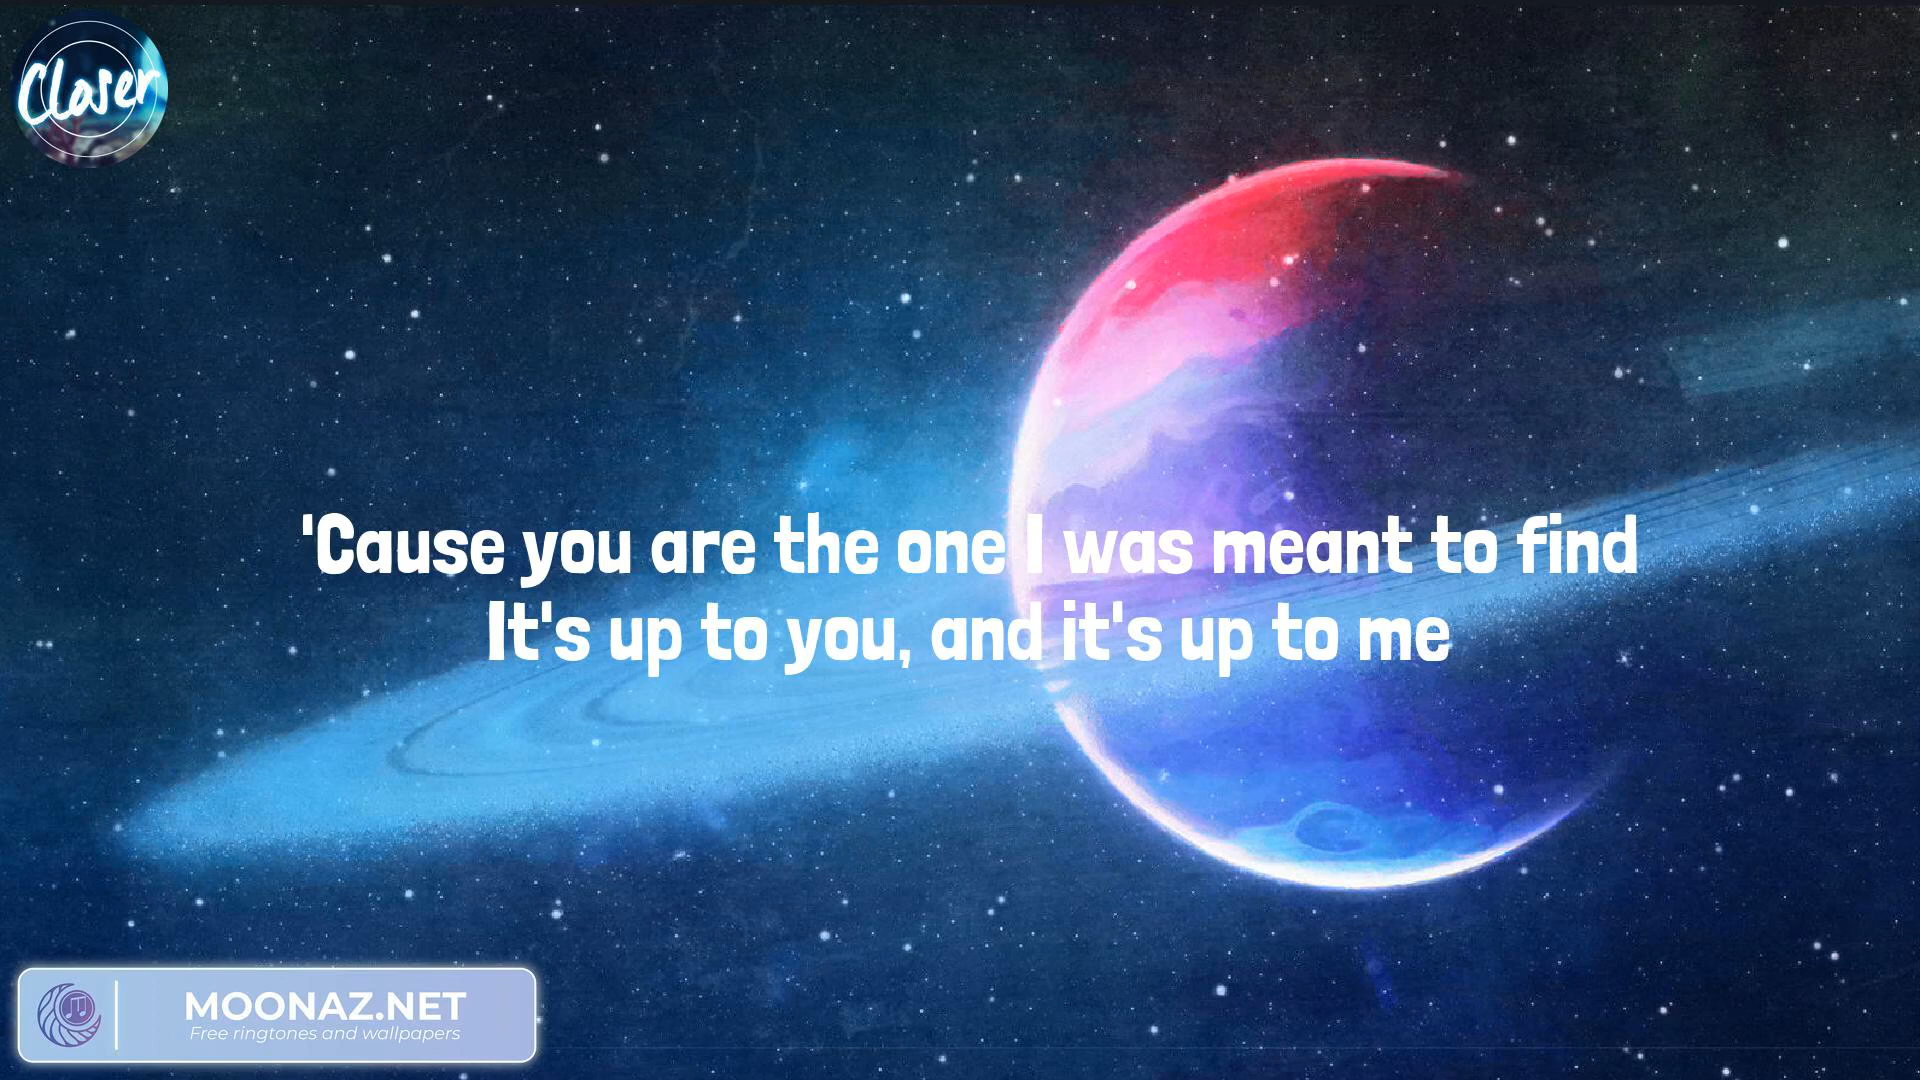 Closer
'Cause you are the one I was meant to find
It's up to you, and it's up to me
MOONAZ.NET
Free ringtones and wallpapers